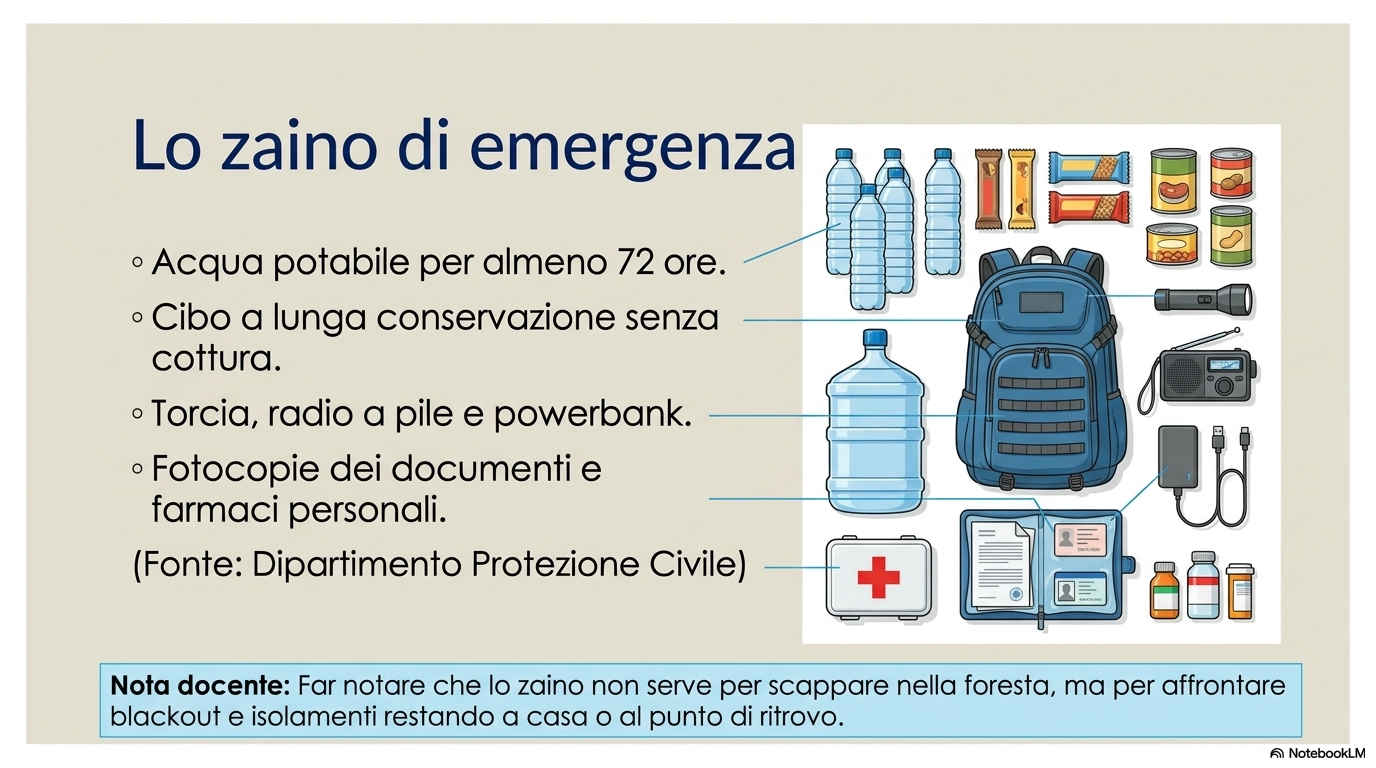 Lo zaino di emergenza
◦ Acqua potabile per almeno 72 ore.
◦ Cibo a lunga conservazione senza
cottura.
◦ Torcia, radio a pile e powerbank.
◦ Fotocopie dei documenti e
farmaci personali.
(Fonte: Dipartimento Protezione Civile)
Nota docente: Far notare che lo zaino non serve per scappare nella foresta, ma per affrontare
blackout e isolamenti restando a casa o al punto di ritrovo.
NotebookLM